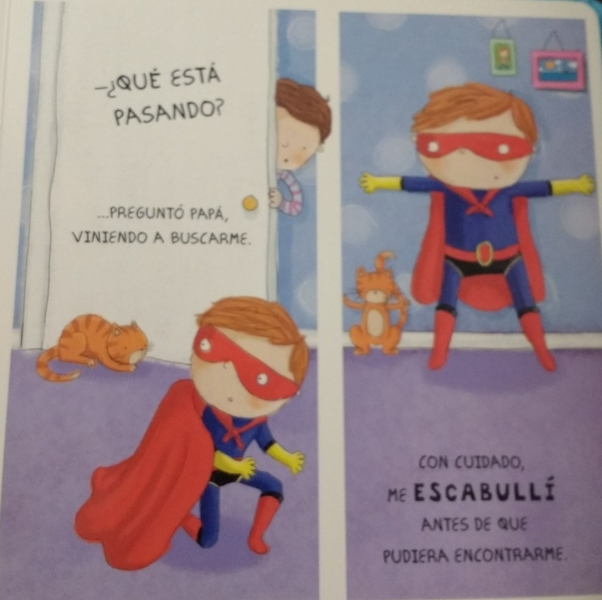 —¿QUÉ ESTÁ
PASANDO?
...PREGUNTÓ PAPÁ,
VINIENDO A BUSCARME.
CON CUIDADO,
ME ESCABULLÍ
ANTES DE QUE
PUDIERA ENCONTRARME.